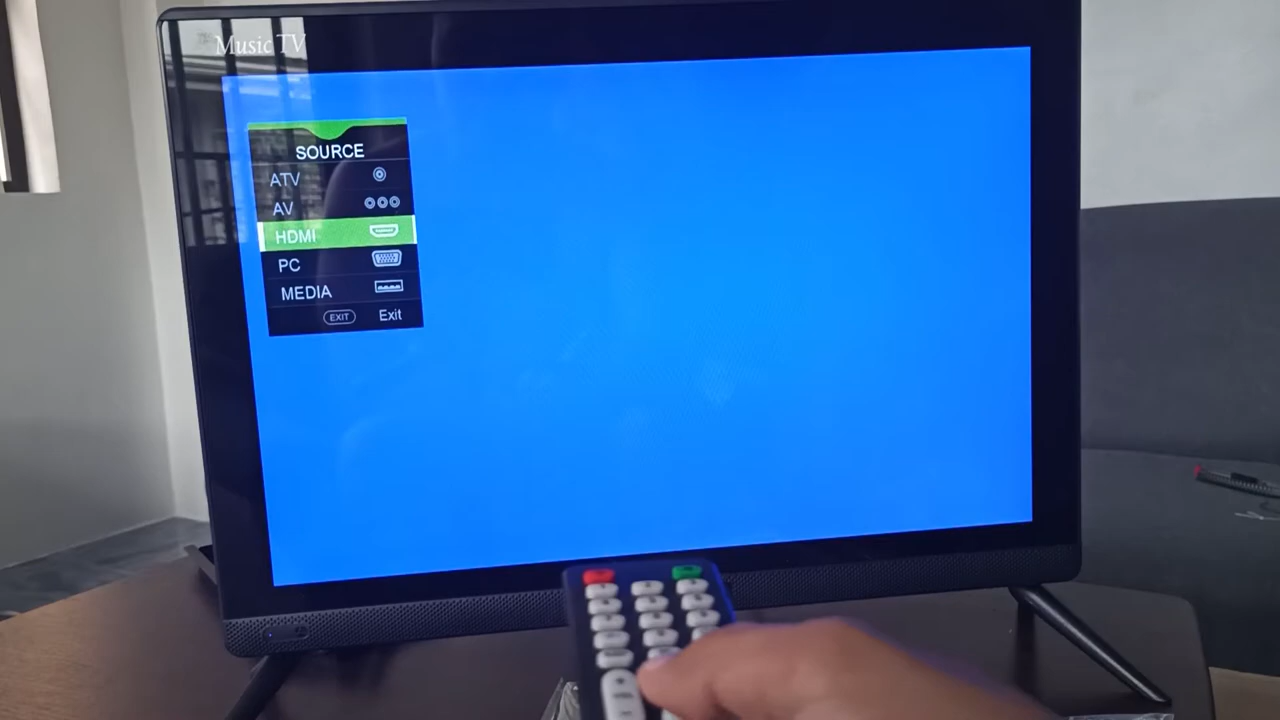 Music TV
SOURCE
ATV
AV
HDMI
PC
MEDIA
EXIT Exit